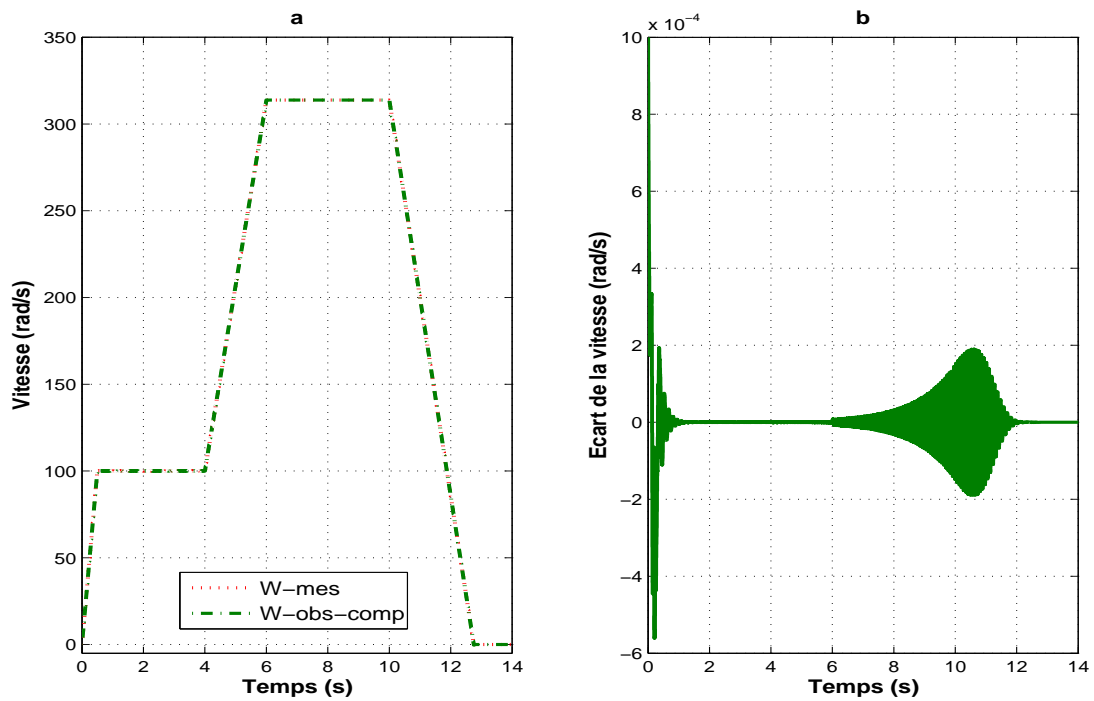 a
350
300
250
200
150
100
50
0
Vitesse (rad/s)
W-mes
W-obs-comp
0 2 4 6 8 10 12 14
Temps (s)
b
x 10⁻⁴
10
8
6
4
2
0
−2
−4
−6
Ecart de la vitesse (rad/s)
0 2 4 6 8 10 12 14
Temps (s)